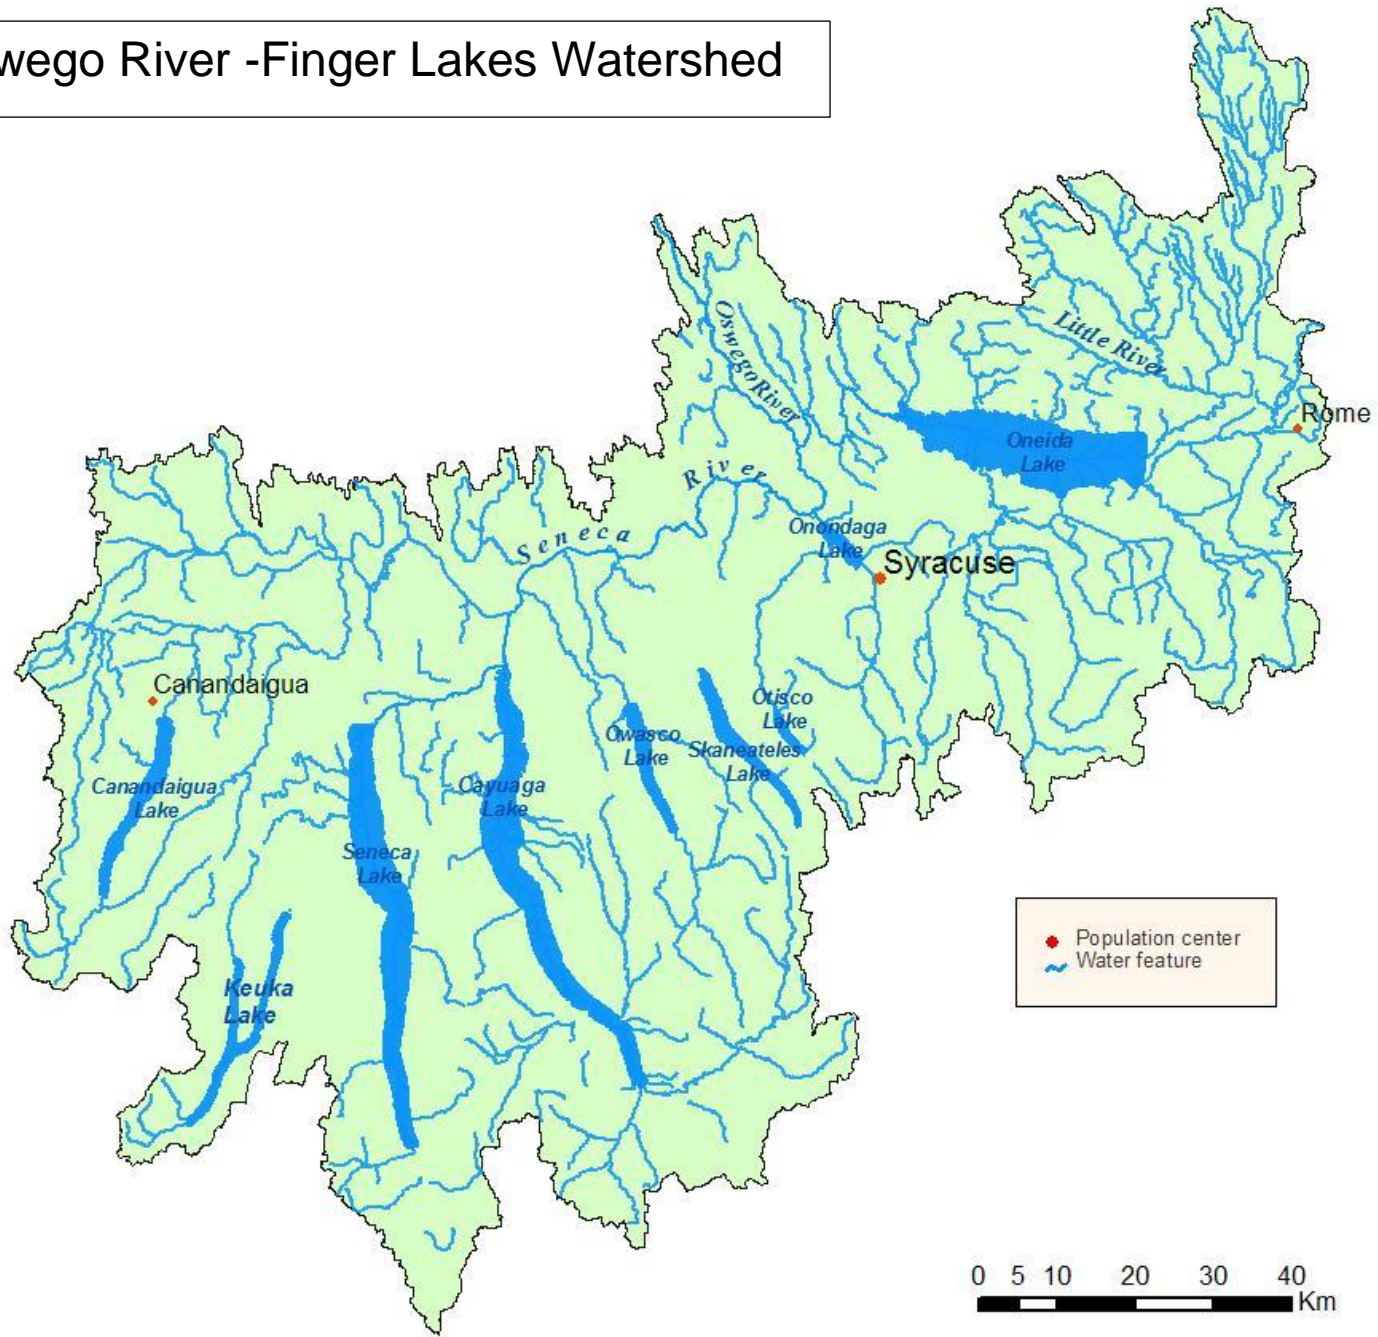 wego River -Finger Lakes Watershed
Oswego River
Little River
Rome
Oneida
Lake
Seneca River
Onondaga
Lake
Syracuse
Canandaigua
Otisco
Lake
Owasco
Lake
Skaneateles
Lake
Canandaigua
Lake
Cayuaga
Lake
Seneca
Lake
Keuka
Lake
Population center
Water feature
0 5 10 20 30 40
Km